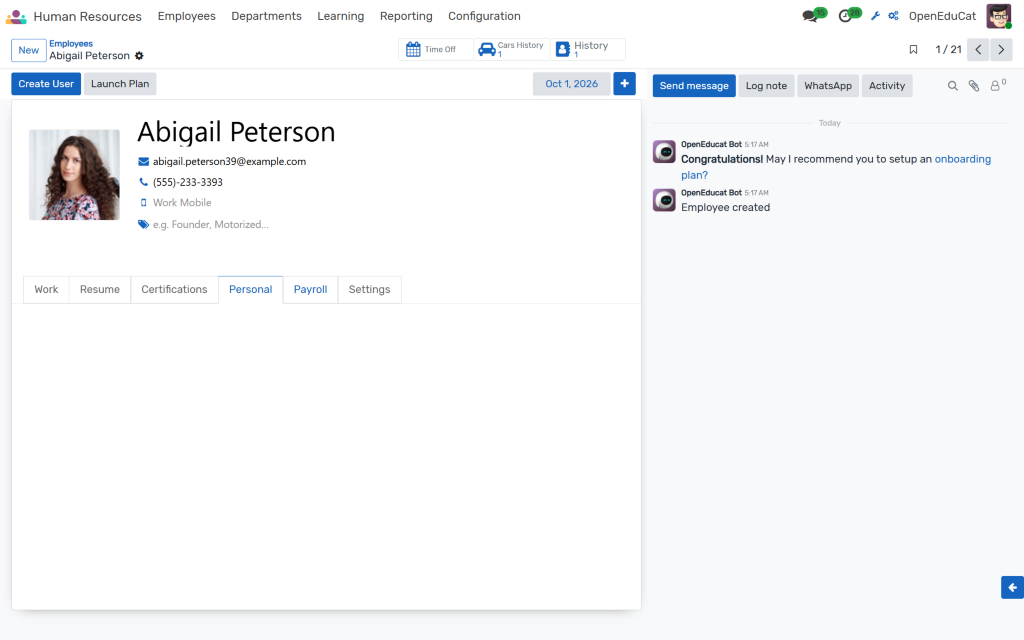 Human Resources Employees Departments Learning Reporting Configuration 15 28 OpenEduCat
New Employees Abigail Peterson Time Off Cars History 1 History 1 1 / 21
Create User Launch Plan Oct 1, 2026 + Send message Log note WhatsApp Activity 0
Abigail Peterson
abigail.peterson39@example.com
(555)-233-3393
Work Mobile
e.g. Founder, Motorized...
Work Resume Certifications Personal Payroll Settings
Today
OpenEducat Bot 5:17 AM
Congratulations! May I recommend you to setup an onboarding
plan?
OpenEducat Bot 5:17 AM
Employee created